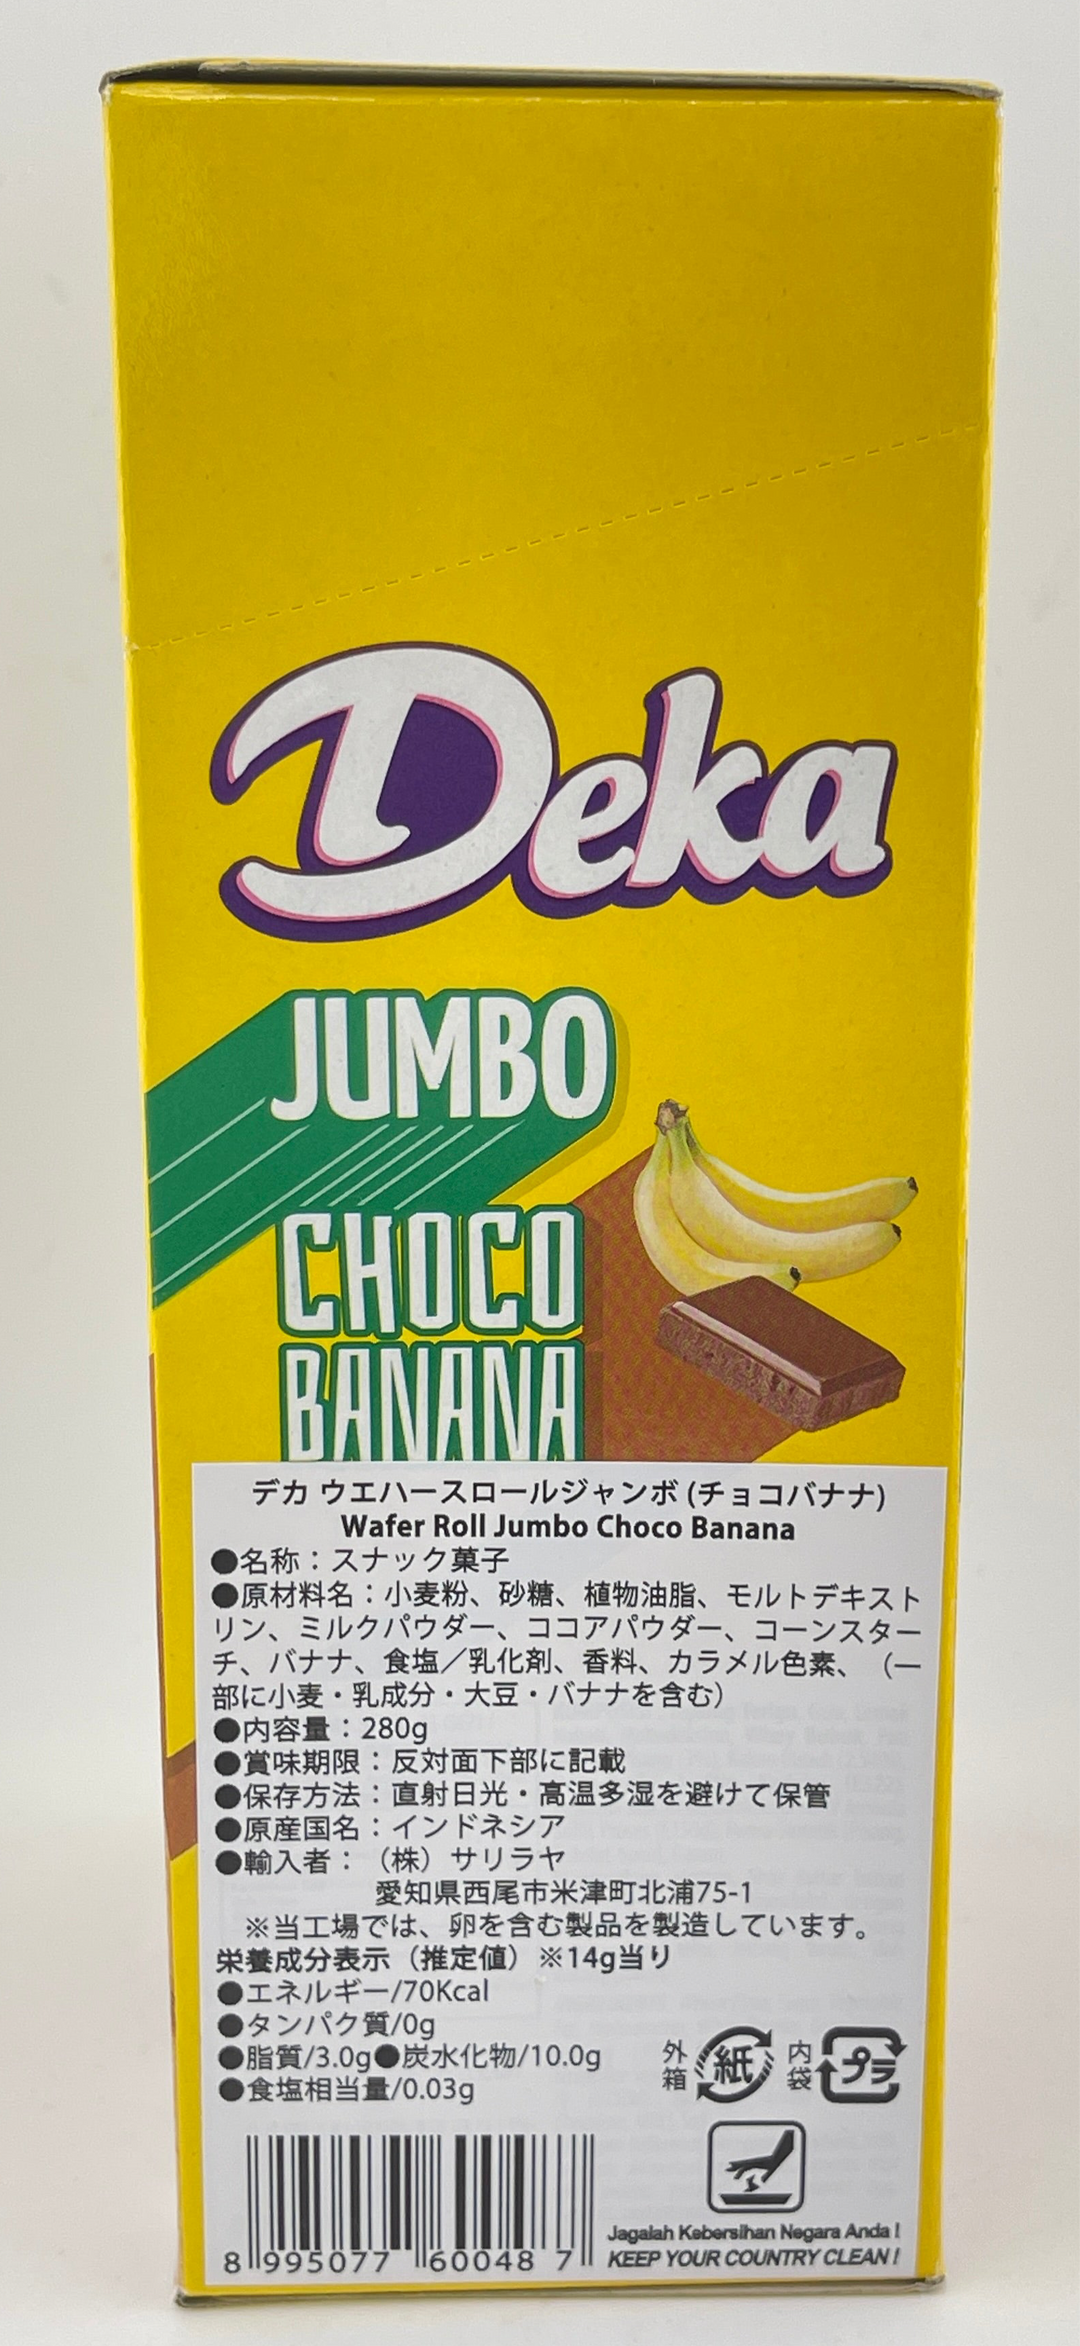 Deka
JUMBO
CHOCO
BANANA
デカ ウエハースロールジャンボ (チョコバナナ)
Wafer Roll Jumbo Choco Banana
●名称：スナック菓子
●原材料名：小麦粉、砂糖、植物油脂、モルトデキスト
リン、ミルクパウダー、ココアパウダー、コーンスター
チ、バナナ、食塩／乳化剤、香料、カラメル色素、（一
部に小麦・乳成分・大豆・バナナを含む）
●内容量：280g
●賞味期限：反対面下部に記載
●保存方法：直射日光・高温多湿を避けて保管
●原産国名：インドネシア
●輸入者：（株）サリラヤ
愛知県西尾市米津町北浦75-1
※当工場では、卵を含む製品を製造しています。
栄養成分表示（推定値）※14g当り
●エネルギー/70Kcal
●タンパク質/0g
●脂質/3.0g●炭水化物/10.0g
●食塩相当量/0.03g
外箱 紙 内袋 プラ
Jagalah Kebersihan Negara Anda !
KEEP YOUR COUNTRY CLEAN !
8 995077 60048 7